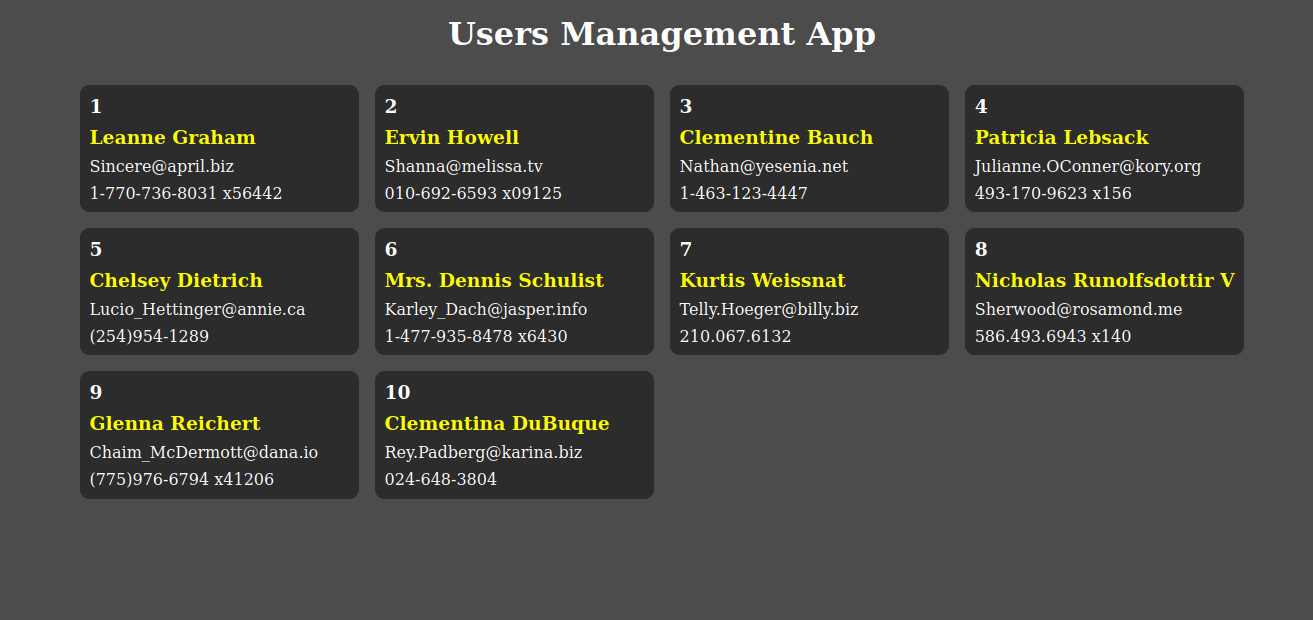 Users Management App
1
Leanne Graham
Sincere@april.biz
1-770-736-8031 x56442
2
Ervin Howell
Shanna@melissa.tv
010-692-6593 x09125
3
Clementine Bauch
Nathan@yesenia.net
1-463-123-4447
4
Patricia Lebsack
Julianne.OConner@kory.org
493-170-9623 x156
5
Chelsey Dietrich
Lucio_Hettinger@annie.ca
(254)954-1289
6
Mrs. Dennis Schulist
Karley_Dach@jasper.info
1-477-935-8478 x6430
7
Kurtis Weissnat
Telly.Hoeger@billy.biz
210.067.6132
8
Nicholas Runolfsdottir V
Sherwood@rosamond.me
586.493.6943 x140
9
Glenna Reichert
Chaim_McDermott@dana.io
(775)976-6794 x41206
10
Clementina DuBuque
Rey.Padberg@karina.biz
024-648-3804